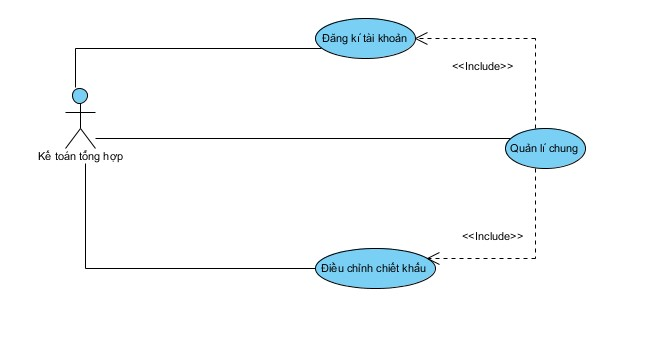 Đăng kí tài khoản
<<Include>>
Kế toán tổng hợp
Quản lí chung
<<Include>>
Điều chỉnh chiết khấu